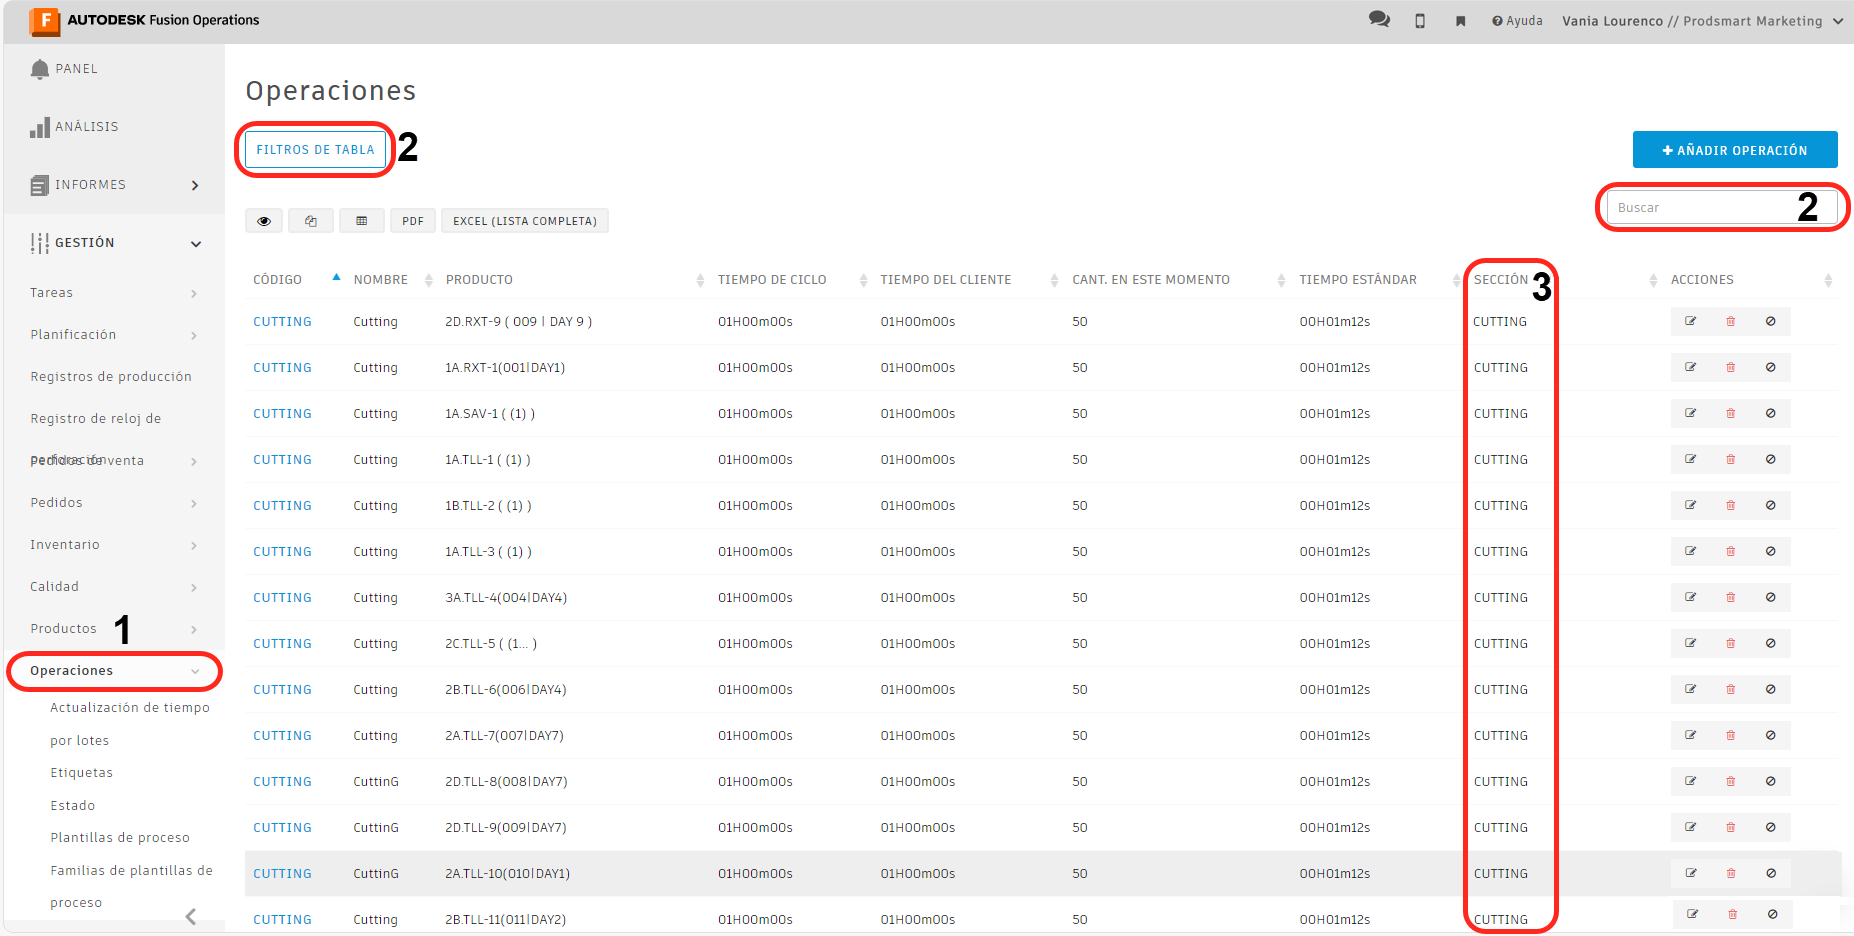 AUTODESK Fusion Operations
Ayuda
Vania Lourenco // Prodsmart Marketing
PANEL
ANÁLISIS
INFORMES
GESTIÓN
Tareas
Planificación
Registros de producción
Registro de reloj de
perforación
Pedidos de venta
Pedidos
Inventario
Calidad
Productos 1
Operaciones
Actualización de tiempo
por lotes
Etiquetas
Estado
Plantillas de proceso
Familias de plantillas de
proceso
Operaciones
FILTROS DE TABLA 2
AÑADIR OPERACIÓN
Buscar 2
PDF EXCEL (LISTA COMPLETA)
CÓDIGO NOMBRE PRODUCTO TIEMPO DE CICLO TIEMPO DEL CLIENTE CANT. EN ESTE MOMENTO TIEMPO ESTÁNDAR SECCIÓN 3 ACCIONES
CUTTING Cutting 2D.RXT-9 ( 009 | DAY 9 ) 01H00m00s 01H00m00s 50 00H01m12s CUTTING
CUTTING Cutting 1A.RXT-1(001|DAY1) 01H00m00s 01H00m00s 50 00H01m12s CUTTING
CUTTING Cutting 1A.SAV-1 ( (1) ) 01H00m00s 01H00m00s 50 00H01m12s CUTTING
CUTTING Cutting 1A.TLL-1 ( (1) ) 01H00m00s 01H00m00s 50 00H01m12s CUTTING
CUTTING Cutting 1B.TLL-2 ( (1) ) 01H00m00s 01H00m00s 50 00H01m12s CUTTING
CUTTING Cutting 1A.TLL-3 ( (1) ) 01H00m00s 01H00m00s 50 00H01m12s CUTTING
CUTTING Cutting 3A.TLL-4(004|DAY4) 01H00m00s 01H00m00s 50 00H01m12s CUTTING
CUTTING Cutting 2C.TLL-5 ( (1... ) 01H00m00s 01H00m00s 50 00H01m12s CUTTING
CUTTING Cutting 2B.TLL-6(006|DAY4) 01H00m00s 01H00m00s 50 00H01m12s CUTTING
CUTTING Cutting 2A.TLL-7(007|DAY7) 01H00m00s 01H00m00s 50 00H01m12s CUTTING
CUTTING CuttinG 2D.TLL-8(008|DAY7) 01H00m00s 01H00m00s 50 00H01m12s CUTTING
CUTTING CuttinG 2D.TLL-9(009|DAY7) 01H00m00s 01H00m00s 50 00H01m12s CUTTING
CUTTING CuttinG 2A.TLL-10(010|DAY1) 01H00m00s 01H00m00s 50 00H01m12s CUTTING
CUTTING Cutting 2B.TLL-11(011|DAY2) 01H00m00s 01H00m00s 50 00H01m12s CUTTING